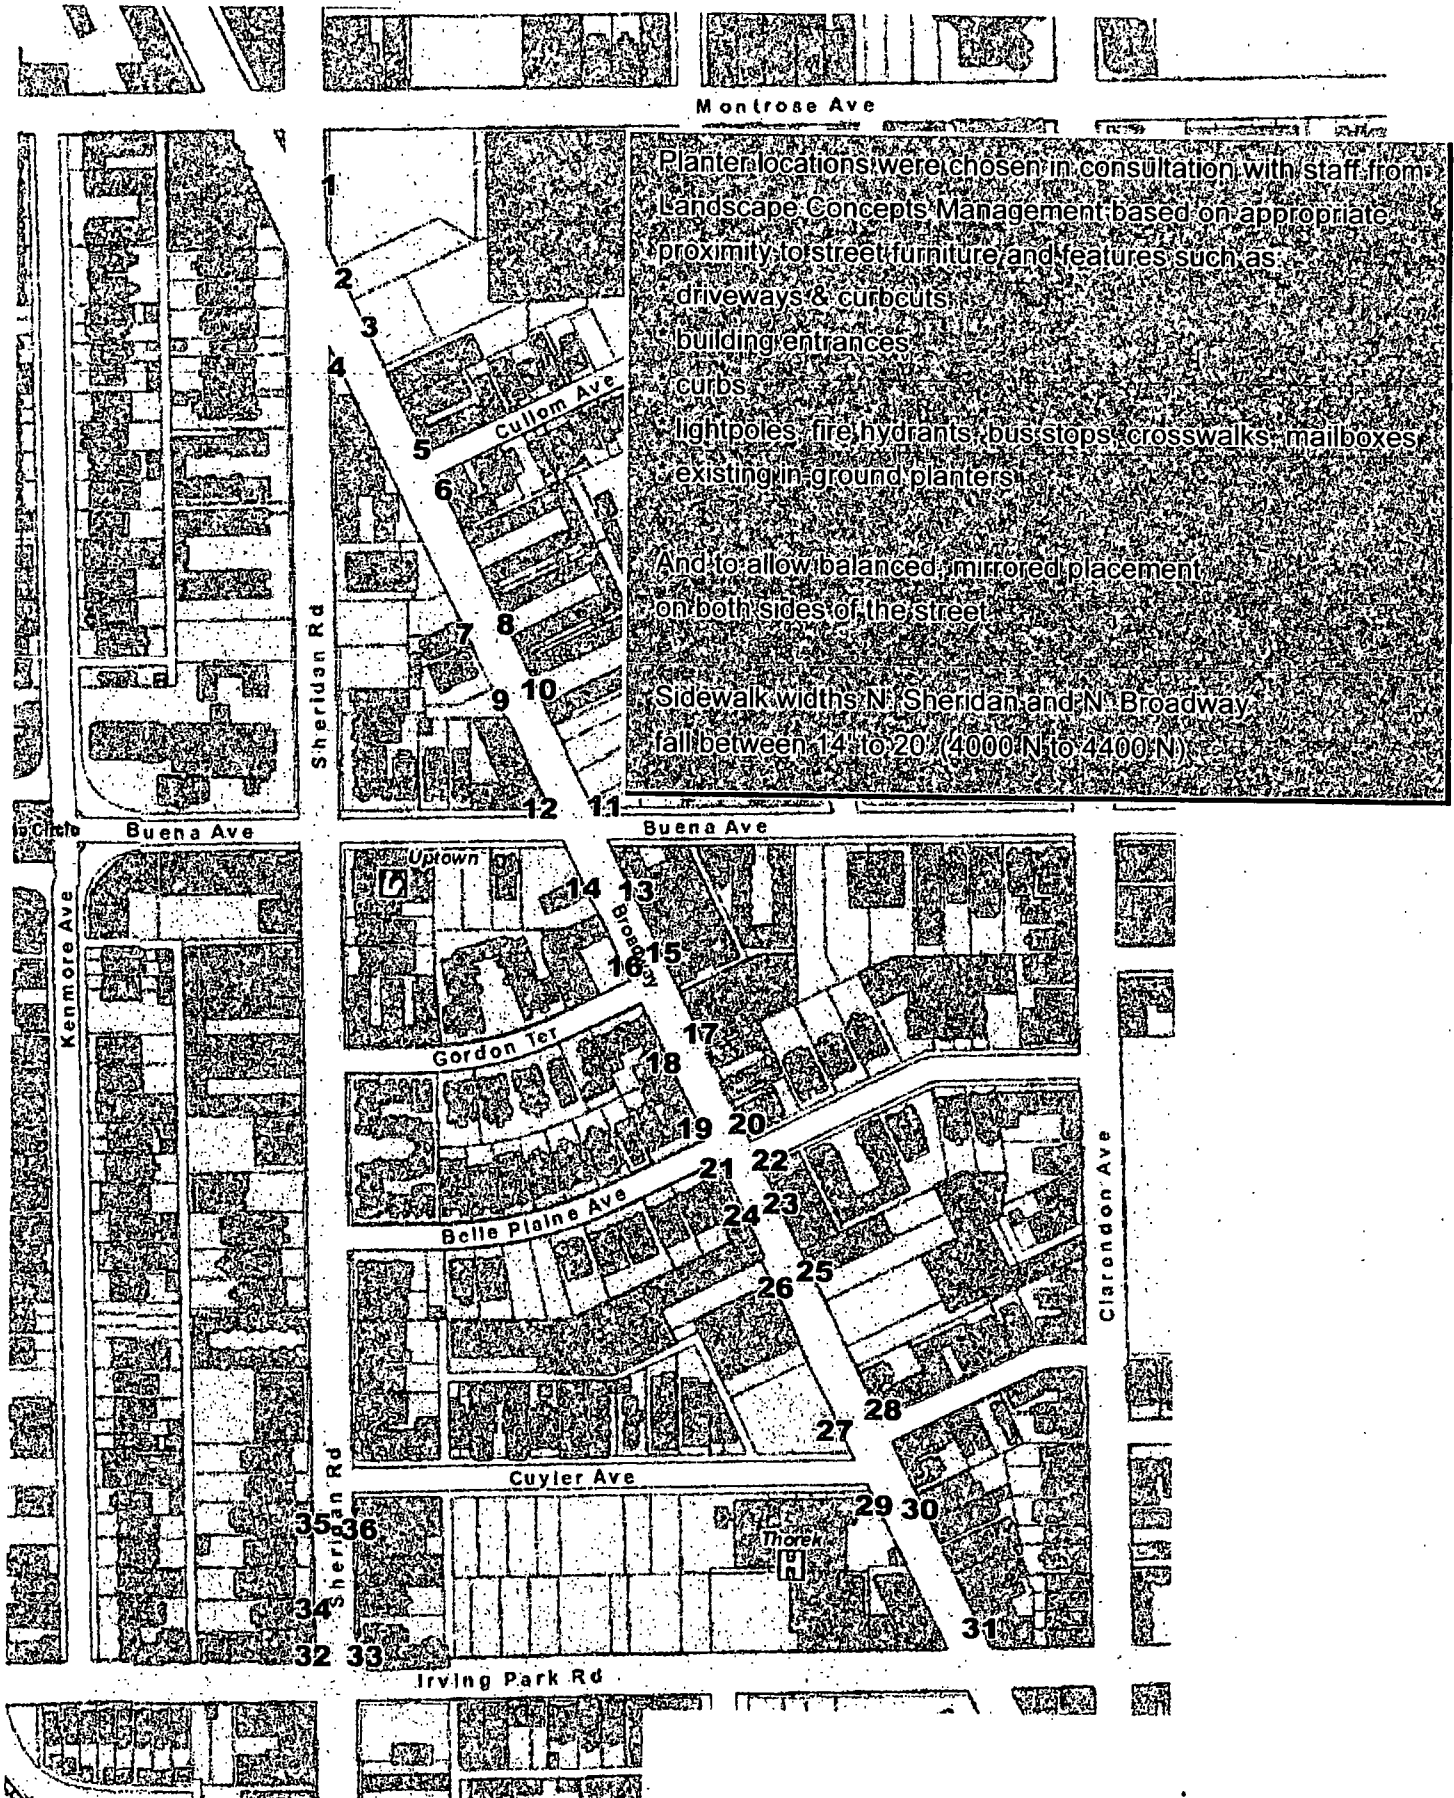 Montrose Ave
Planter locations were chosen in consultation with staff from
Landscape Concepts Management based on appropriate
proximity to street furniture and features such as:
driveways & curbcuts
building entrances
curbs
lightpoles, fire hydrants, bus stops, crosswalks, mailboxes
existing in-ground planters
And to allow balanced, mirrored placement
on both sides of the street.
Sidewalk widths N. Sheridan and N. Broadway
fall between 14' to 20' (4000 N to 4400 N)
1
2
3
4
Cullom Ave
5
6
Sheridan Rd
7
8
9
10
12
11
Circle
Buena Ave
Buena Ave
Uptown
14
13
Broadway
Kenmore Ave
15
16
17
Gordon Ter
18
19
20
21
22
Belle Plaine Ave
23
24
Clarendon Ave
25
26
28
27
Sheridan Rd
Cuyler Ave
29
30
35
36
Thorek
H
34
31
32
33
Irving Park Rd